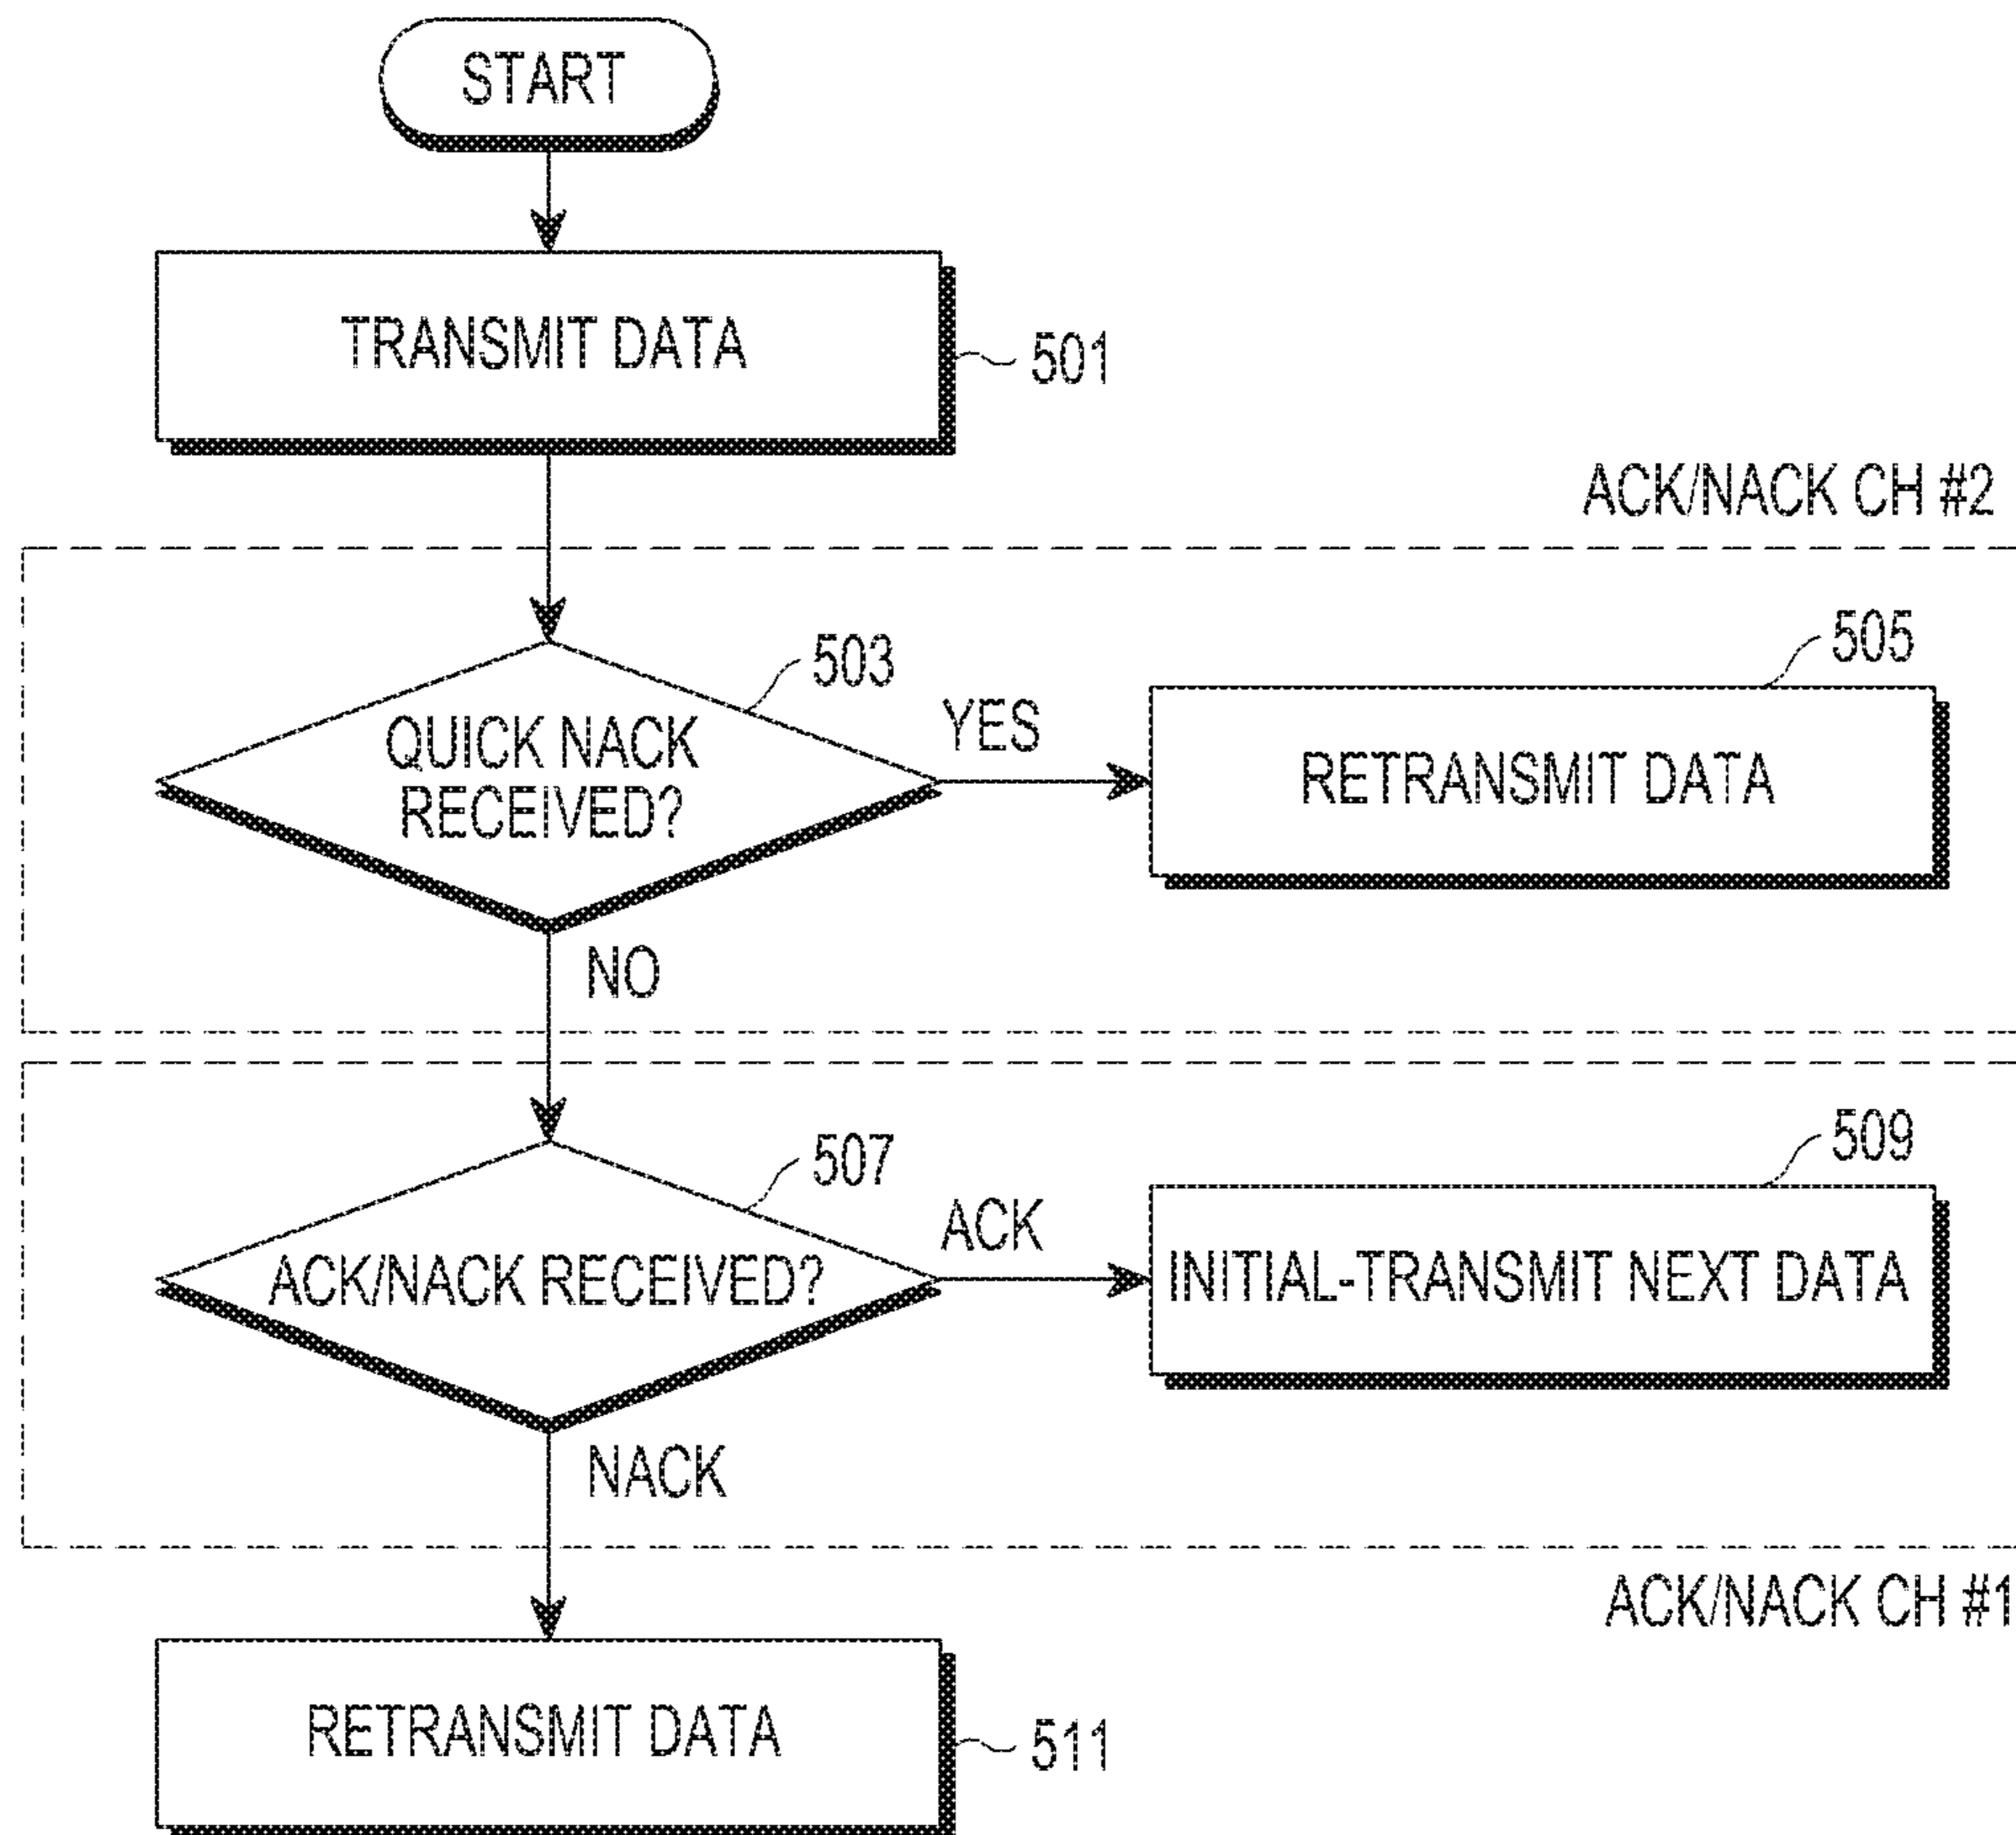 START
TRANSMIT DATA
501
ACK/NACK CH #2
503
QUICK NACK
RECEIVED?
YES
505
RETRANSMIT DATA
NO
507
ACK/NACK RECEIVED?
ACK
509
INITIAL-TRANSMIT NEXT DATA
NACK
ACK/NACK CH #1
RETRANSMIT DATA
511